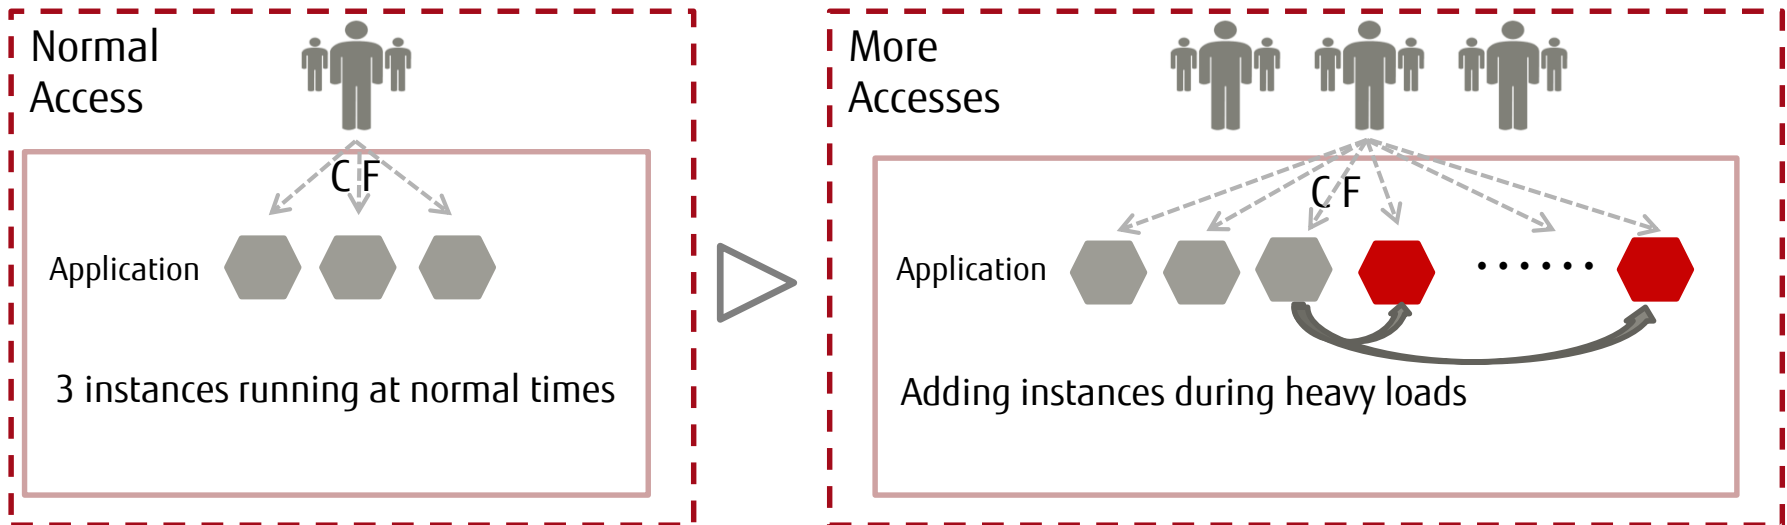 Normal
Access
C F
Application
3 instances running at normal times
More
Accesses
C F
Application
······
Adding instances during heavy loads